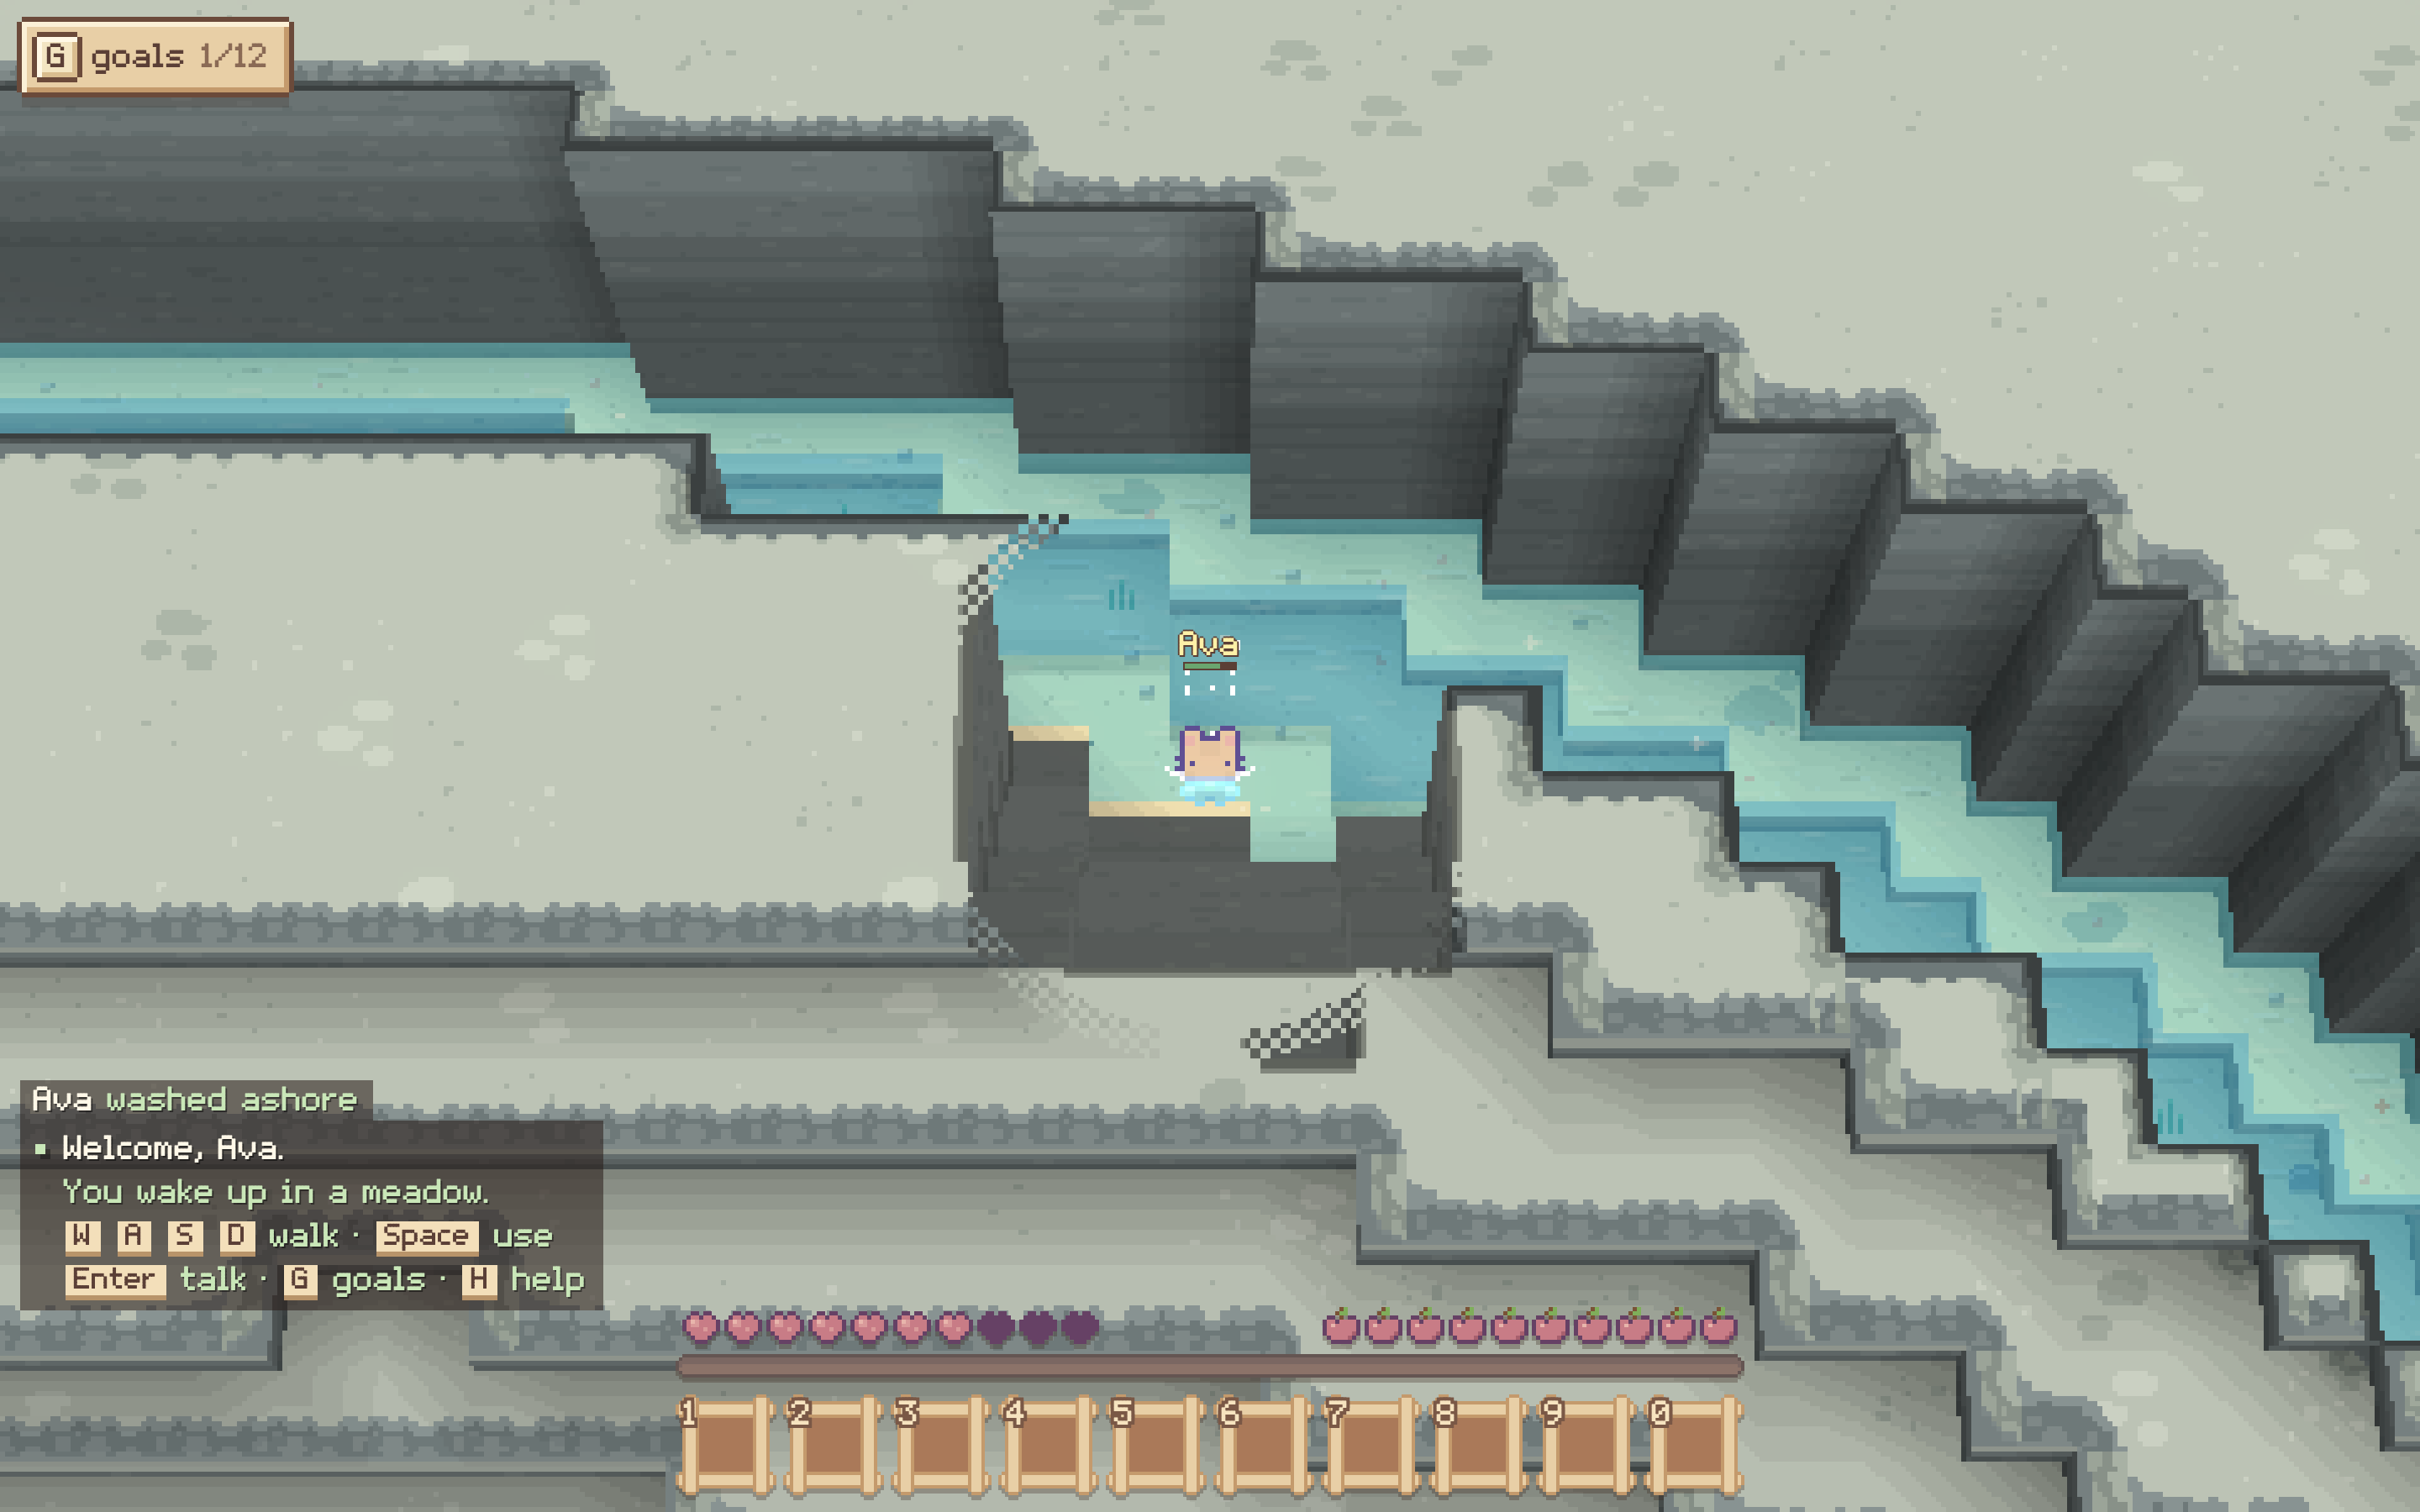 G goals 1/12
Ava
Ava washed ashore
Welcome, Ava.
You wake up in a meadow.
W A S D walk · Space use
Enter talk · G goals · H help
1 2 3 4 5 6 7 8 9 0